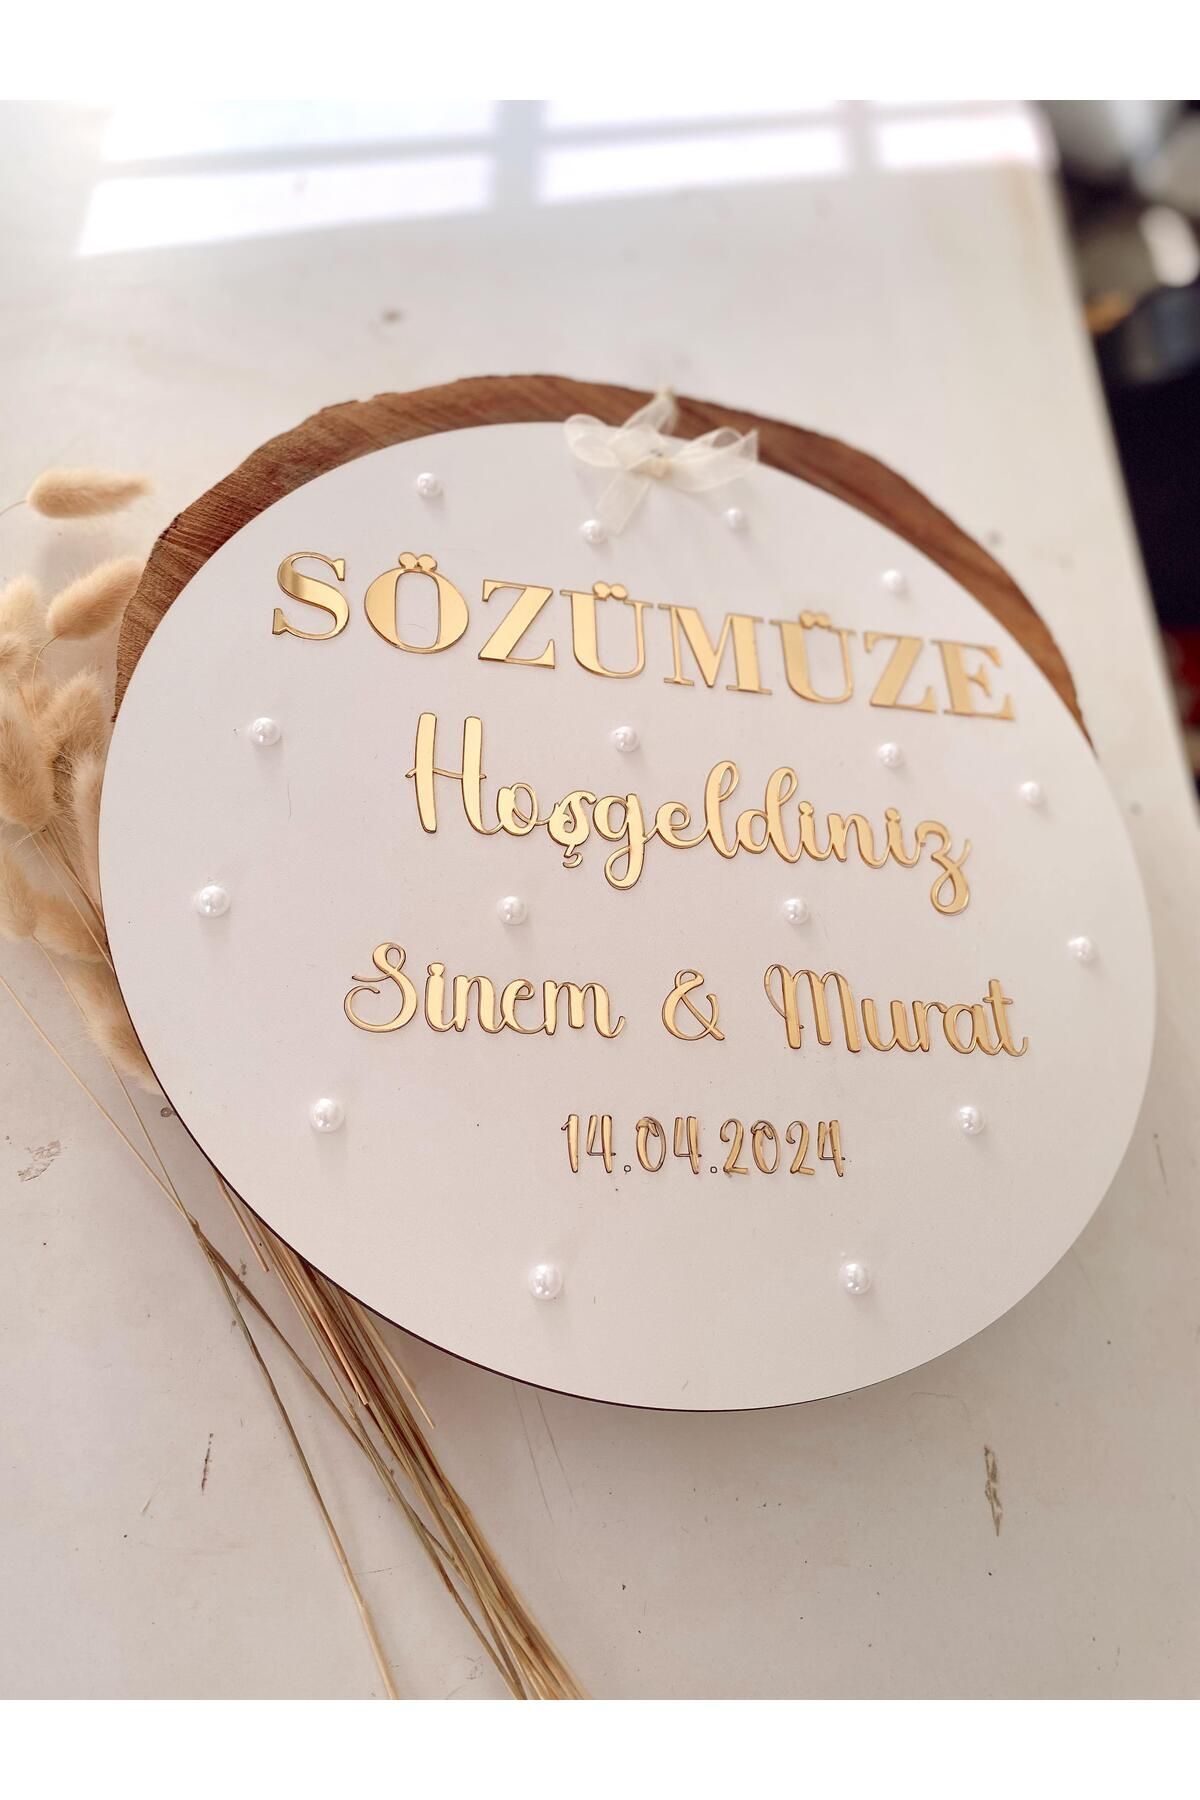 SÖZÜMÜZE
Hoşgeldiniz
Sinem & Murat
14.04.2024